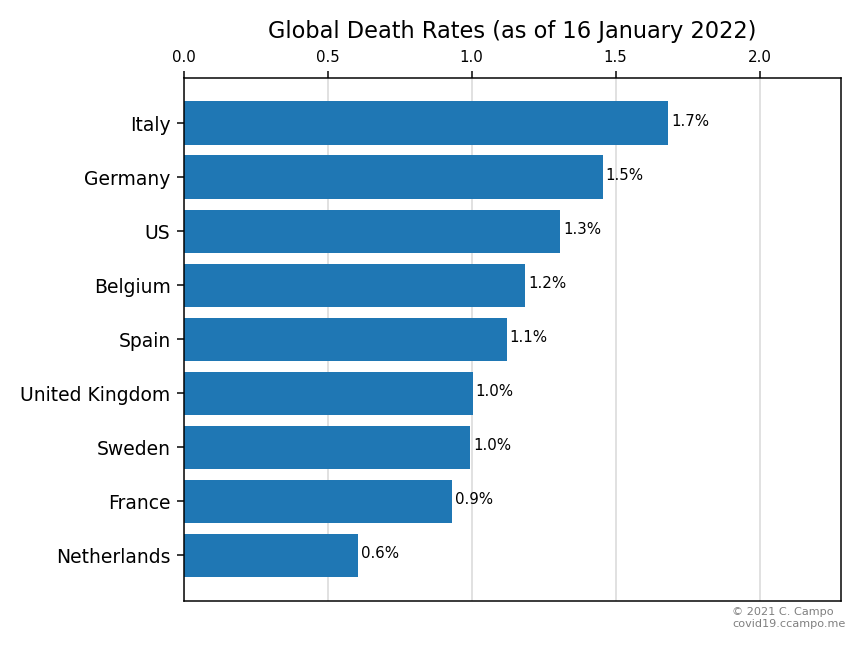 Global Death Rates (as of 16 January 2022)
0.0 0.5 1.0 1.5 2.0
Italy 1.7%
Germany 1.5%
US 1.3%
Belgium 1.2%
Spain 1.1%
United Kingdom 1.0%
Sweden 1.0%
France 0.9%
Netherlands 0.6%
© 2021 C. Campo
covid19.ccampo.me